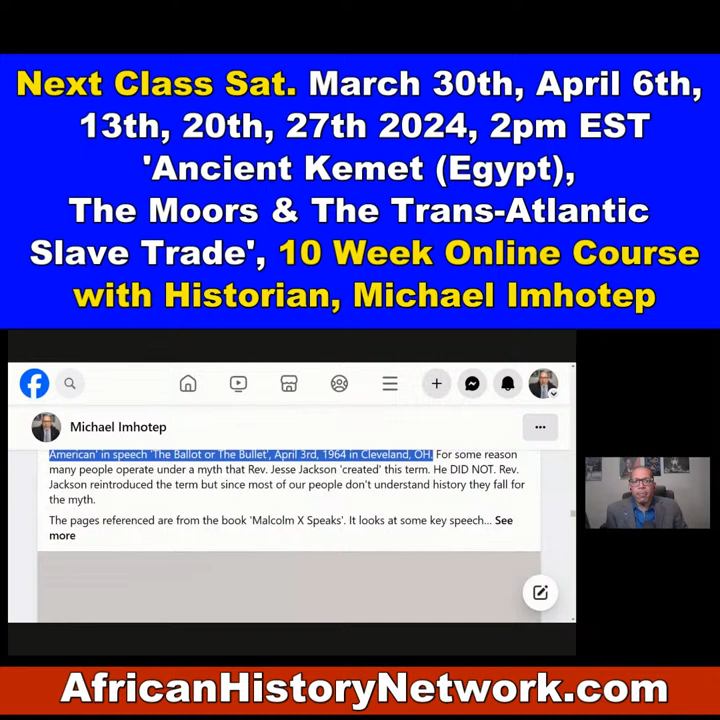 Next Class Sat. March 30th, April 6th,
13th, 20th, 27th 2024, 2pm EST
'Ancient Kemet (Egypt),
The Moors & The Trans-Atlantic
Slave Trade', 10 Week Online Course
with Historian, Michael Imhotep
Michael Imhotep
American' in speech 'The Ballot or The Bullet', April 3rd, 1964 in Cleveland, OH. For some reason
many people operate under a myth that Rev. Jesse Jackson 'created' this term. He DID NOT. Rev.
Jackson reintroduced the term but since most of our people don't understand history they fall for
the myth.
The pages referenced are from the book 'Malcolm X Speaks'. It looks at some key speech... See
more
AfricanHistoryNetwork.com